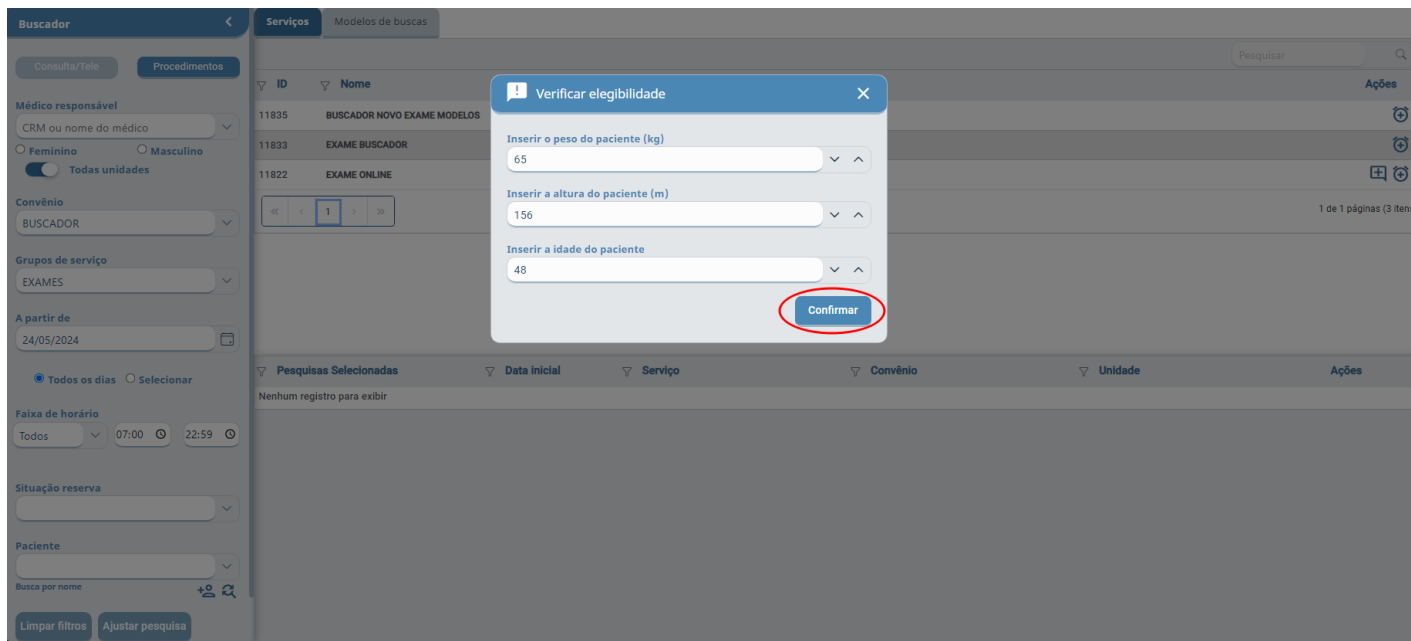 Buscador
Serviços
Modelos de buscas
Consulta/Tele
Procedimentos
Pesquisar
ID
Nome
Ações
Médico responsável
CRM ou nome do médico
Feminino
Masculino
Todas unidades
11835
BUSCADOR NOVO EXAME MODELOS
11833
EXAME BUSCADOR
11822
EXAME ONLINE
1
1 de 1 páginas (3 iten
Verificar elegibilidade
Inserir o peso do paciente (kg)
65
Inserir a altura do paciente (m)
156
Inserir a idade do paciente
48
Confirmar
Convênio
BUSCADOR
Grupos de serviço
EXAMES
A partir de
24/05/2024
Todos os dias
Selecionar
Faixa de horário
Todos
07:00
22:59
Situação reserva
Paciente
Busca por nome
Limpar filtros
Ajustar pesquisa
Pesquisas Selecionadas
Data inicial
Serviço
Convênio
Unidade
Ações
Nenhum registro para exibir